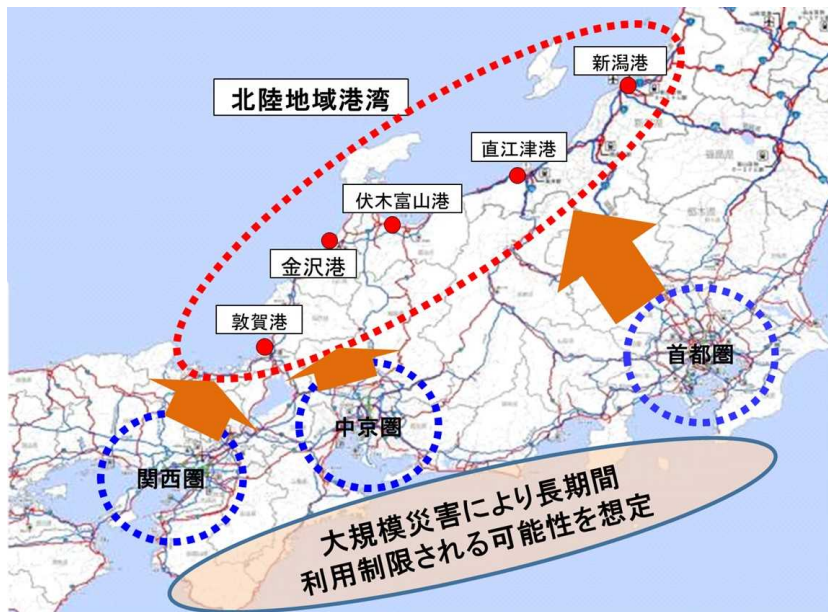 新潟港
北陸地域港湾
直江津港
伏木富山港
金沢港
敦賀港
首都圏
中京圏
関西圏
大規模災害により長期間
利用制限される可能性を想定